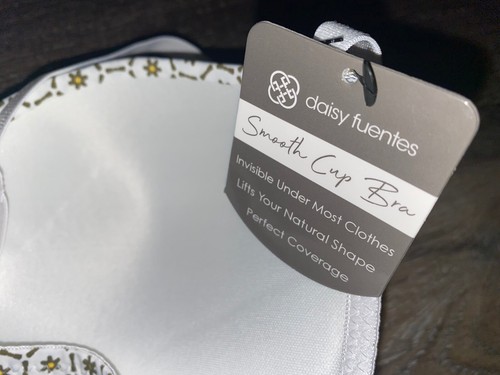 daisy fuentes
Smooth Cup Bra
Invisible Under Most Clothes
Lifts Your Natural Shape
Perfect Coverage